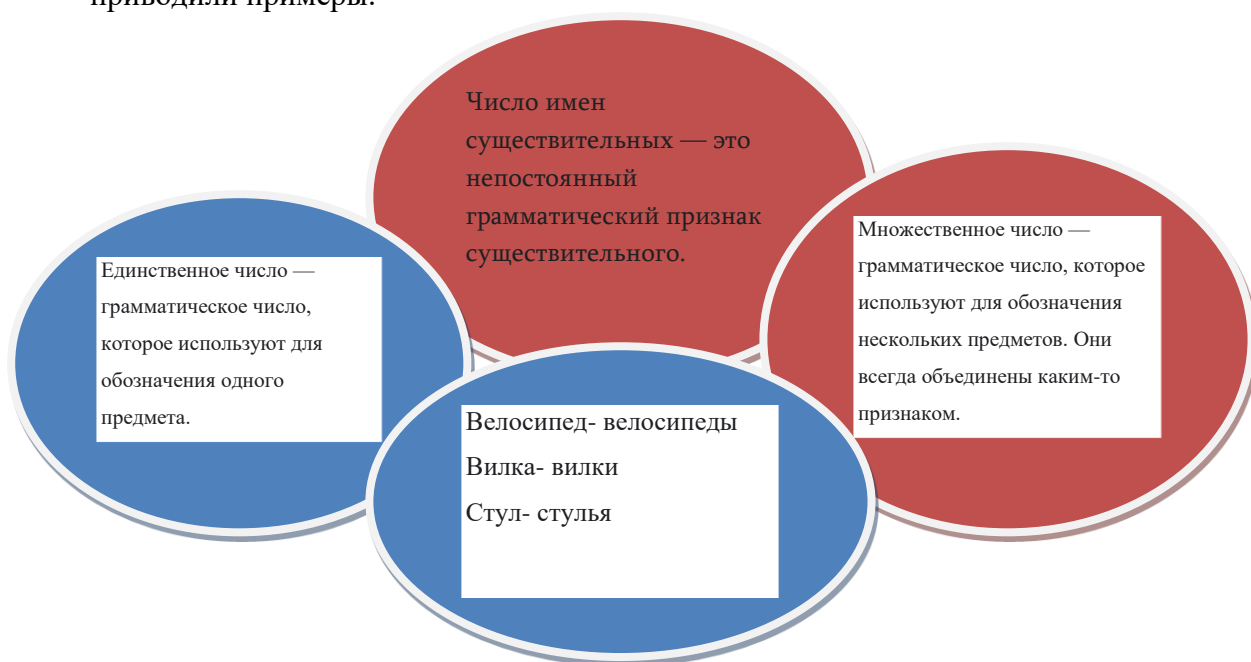 приводили примеры.
Число имен
существительных — это
непостоянный
грамматический признак
существительного.
Единственное число —
грамматическое число,
которое используют для
обозначения одного
предмета.
Множественное число —
грамматическое число, которое
используют для обозначения
нескольких предметов. Они
всегда объединены каким-то
признаком.
Велосипед- велосипеды
Вилка- вилки
Стул- стулья